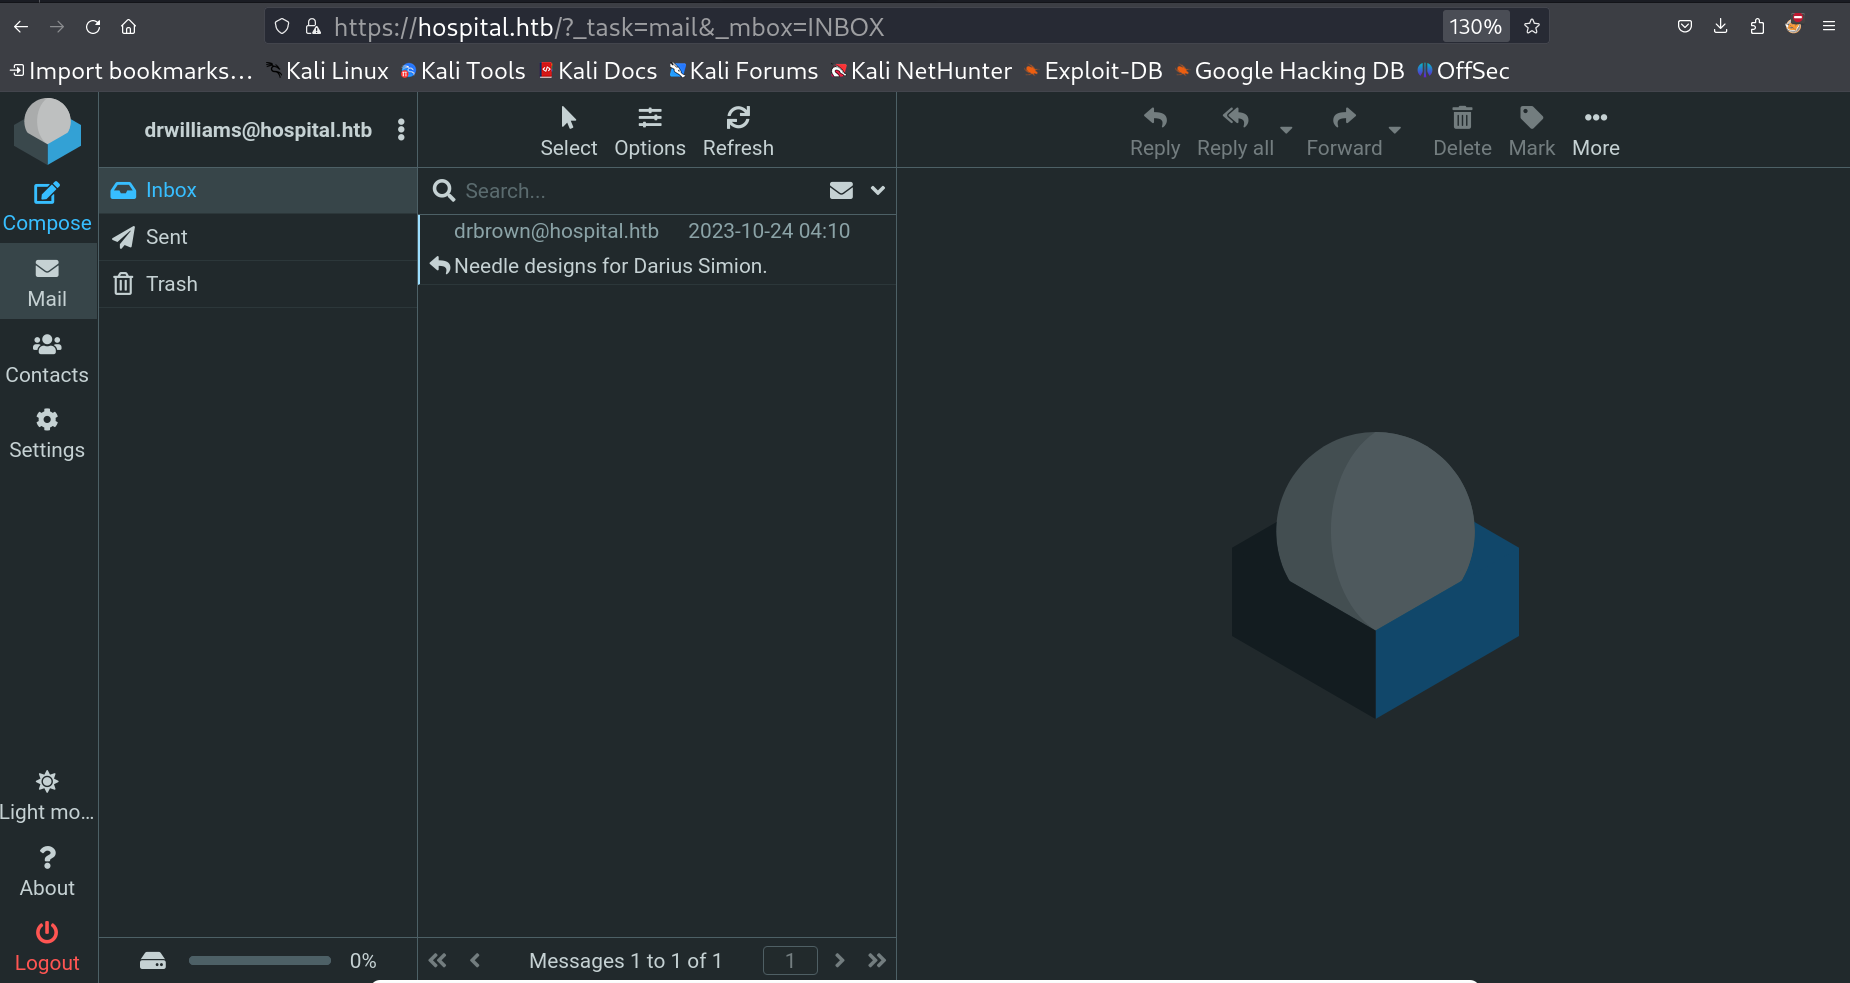 https://hospital.htb/?_task=mail&_mbox=INBOX 130%
Import bookmarks... Kali Linux Kali Tools Kali Docs Kali Forums Kali NetHunter Exploit-DB Google Hacking DB OffSec
drwilliams@hospital.htb
Select Options Refresh
Reply Reply all Forward Delete Mark More
Compose
Mail
Contacts
Settings
Light mo...
About
Logout
Inbox
Sent
Trash
0%
Search...
drbrown@hospital.htb 2023-10-24 04:10
Needle designs for Darius Simion.
Messages 1 to 1 of 1 1